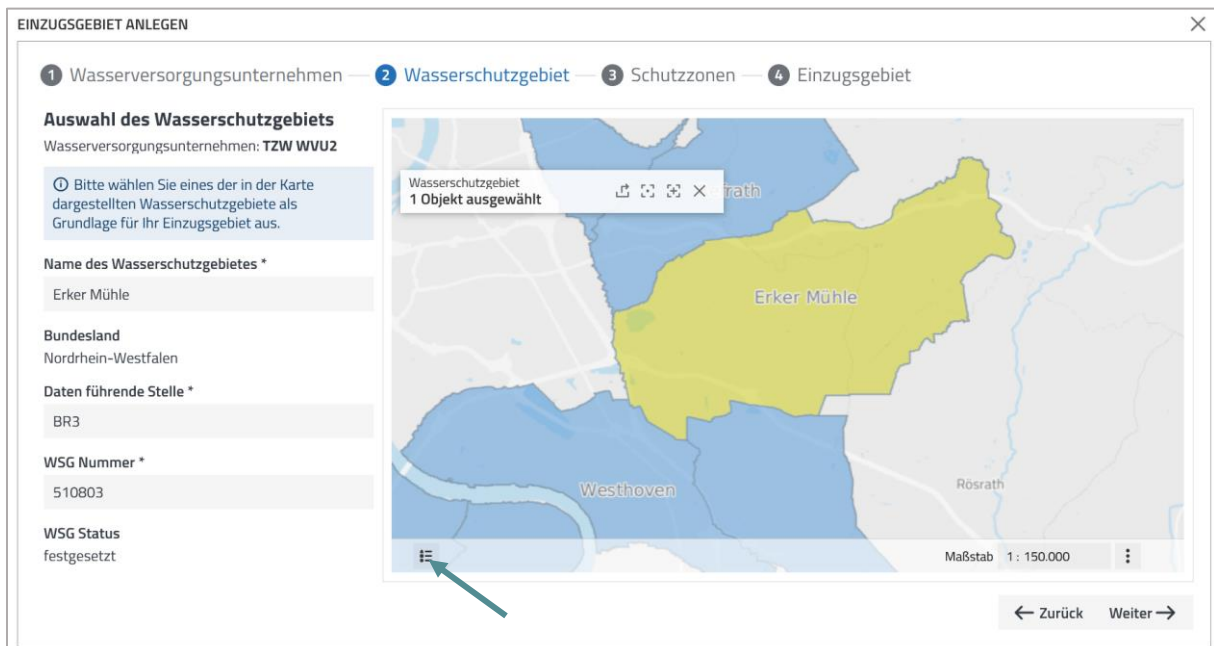 EINZUGSGEBIET ANLEGEN
1 Wasserversorgungsunternehmen 2 Wasserschutzgebiet 3 Schutzzonen 4 Einzugsgebiet
Auswahl des Wasserschutzgebiets
Wasserversorgungsunternehmen: TZW WVU2
Bitte wählen Sie eines der in der Karte
dargestellten Wasserschutzgebiete als
Grundlage für Ihr Einzugsgebiet aus.
Name des Wasserschutzgebietes *
Erker Mühle
Bundesland
Nordrhein-Westfalen
Daten führende Stelle *
BR3
WSG Nummer *
510803
WSG Status
festgesetzt
Wasserschutzgebiet
1 Objekt ausgewählt
Erker Mühle
Westhoven
Rösrath
Maßstab 1 : 150.000
Zurück Weiter